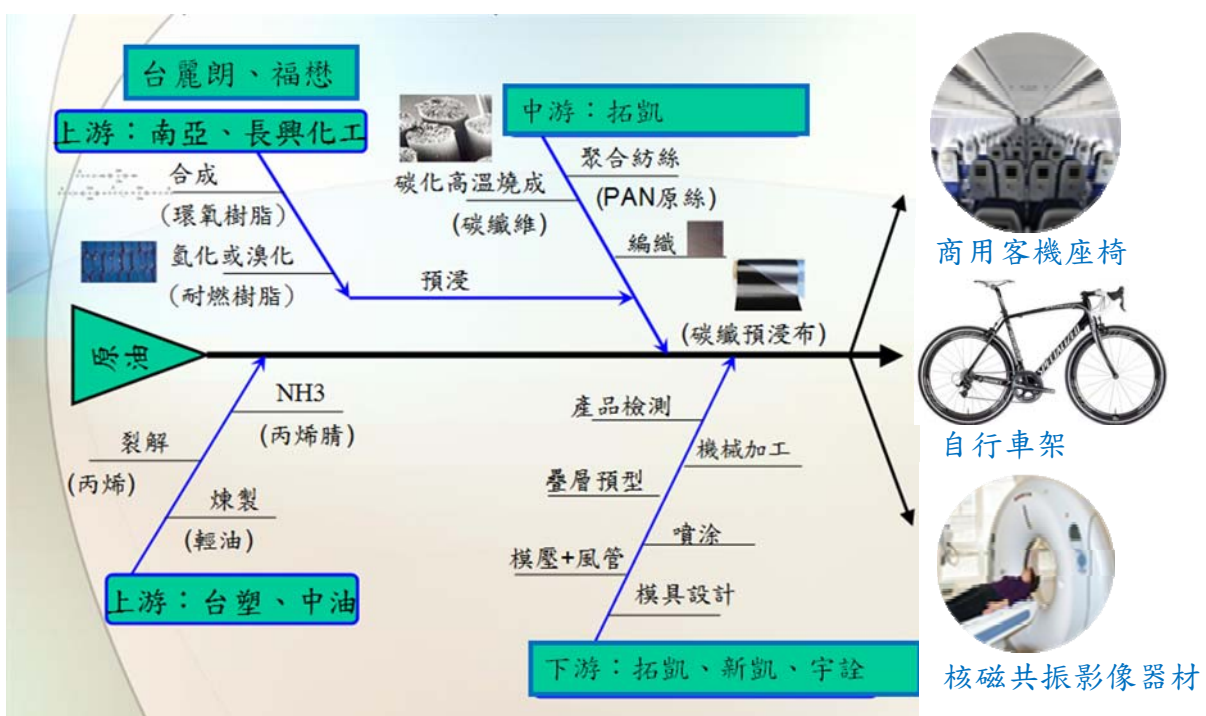 台麗朗、福懋
上游：南亞、長興化工
合成
(環氧樹脂)
氫化或溴化
(耐燃樹脂)
預浸
中游：拓凱
碳化高溫燒成
(碳纖維)
聚合紡絲
(PAN原絲)
編織
(碳纖預浸布)
原油
NH3
(丙烯腈)
裂解
(丙烯)
煉製
(輕油)
上游：台塑、中油
產品檢測
機械加工
疊層預型
噴涂
模壓+風管
模具設計
下游：拓凱、新凱、宇詮
商用客機座椅
SPECIALIZED
自行車架
核磁共振影像器材